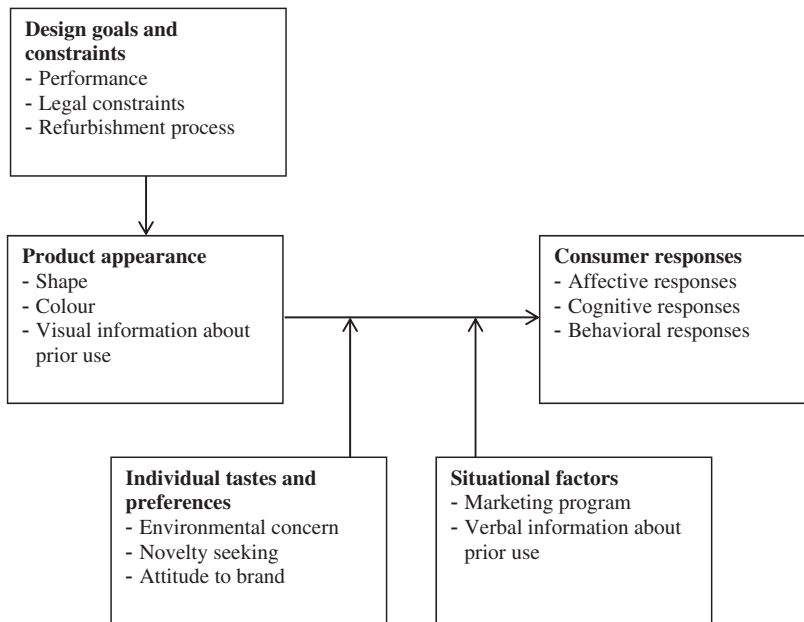 Design goals and
constraints
- Performance
- Legal constraints
- Refurbishment process
Product appearance
- Shape
- Colour
- Visual information about
prior use
Consumer responses
- Affective responses
- Cognitive responses
- Behavioral responses
Individual tastes and
preferences
- Environmental concern
- Novelty seeking
- Attitude to brand
Situational factors
- Marketing program
- Verbal information about
prior use